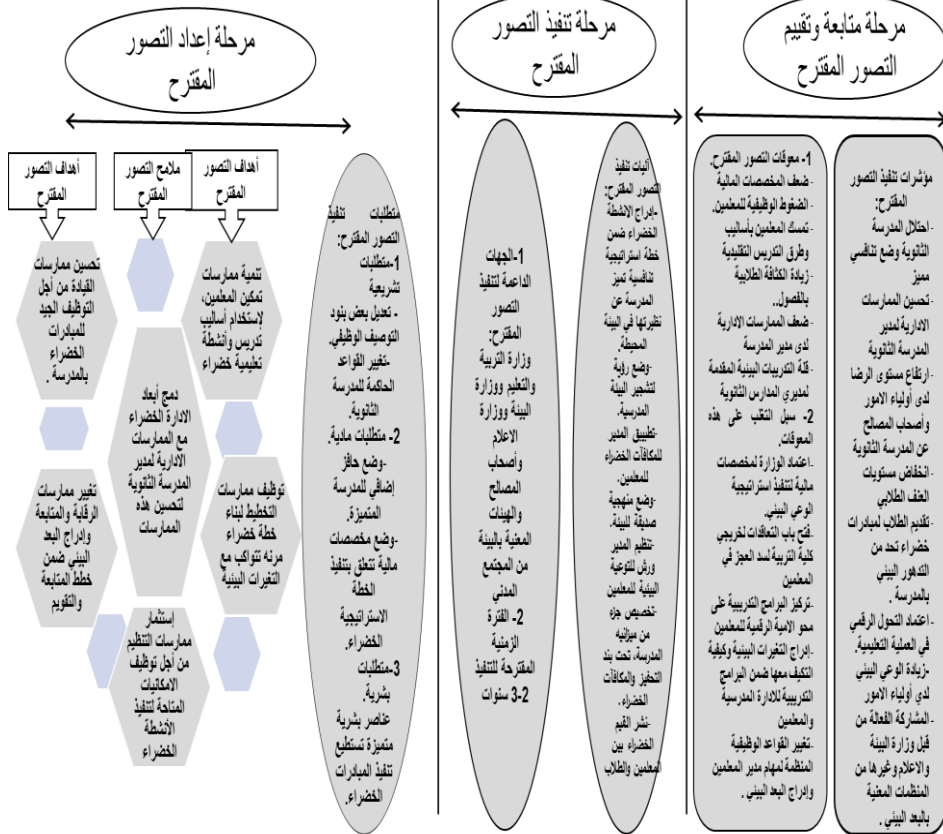 مرحلة متابعة وتقييم
التصور المقترح
مؤشرات تنفيذ التصور
المقترح:
- احتلال المدرسة
الثانوية وضع تنافسي
مميز
- تحسين الممارسات
الادارية لمدير
المدرسة الثانوية
- ارتفاع مستوى الرضا
لدى أولياء الامور
وأصحاب المصالح
عن المدرسة الثانوية
- انخفاض مستويات
العنف الطلابي
- تقديم الطلاب لمبادرات
خضراء تحد من
التدهور البيئي
بالمدرسة.
- اعتماد التحول الرقمي
في العملية التعليمية
-زيادة الوعي البيئي
لدى أولياء الامور
- المشاركة الفعالة من
قبل وزارة البيئة
والاعلام وغيرها من
المنظمات المعنية
بالبعد البيئي .
1- معوقات التصور المقترح.
- ضعف المخصصات المالية
- الضغوط الوظيفية للمعلمين.
- تمسك المعلمين بأساليب
وطرق التدريس التقليدية
- زيادة الكثافة الطلابية
بالفصول..
- ضعف الممارسات الادارية
لدى مدير المدرسة
- قلة التدريبات البيئية المقدمة
لمديري المدارس الثانوية
2- سبل التغلب على هذه
المعوقات.
-اعتماد الوزارة لمخصصات
مالية لتنفيذ استراتيجية
الوعي البيئي.
- فتح باب التعاقدات لخريجي
كلية التربية لسد العجز في
المعلمين
-تركيز البرامج التدريبية على
محو الامية الرقمية للمعلمين
-إدراج التغيرات البيئية وكيفية
التكيف معها ضمن البرامج
التدريبية للادارة المدرسية
والمعلمين
-تغيير القواعد الوظيفية
المنظمة لمهام مدير المعلمين
وإدراج البعد البيئي .
مرحلة تنفيذ التصور
المقترح
آليات تنفيذ
التصور المقترح:
-إدراج الانشطة
الخضراء ضمن
خطة استراتيجية
تنافسية تميز
المدرسة عن
نظيرتها في البيئة
المحيطة.
-وضع رؤية
لتشجير البيئة
المدرسية.
-تطبيق المدير
للمكافآت الخضراء
للمعلمين.
-وضع منهجية
صديقة للبيئة.
-تنظيم المدير
ورش للتوعية
البيئية للمعلمين
-تخصيص جزء
من ميزانيه
المدرسة، تحت بند
التحفيز والمكافآت
الخضراء.
-نشر القيم
الخضراء بين
المعلمين والطلاب
1-الجهات
الداعمة لتنفيذ
التصور
المقترح:
وزارة التربية
والتعليم ووزارة
البيئة ووزارة
الاعلام
وأصحاب
المصالح
والهيئات
المعنية بالبيئة
من المجتمع
المدني
2- الفترة
الزمنية
المقترحة للتنفيذ
2-3 سنوات
مرحلة إعداد التصور
المقترح
متطلبات تنفيذ
التصور المقترح:
1-متطلبات
تشريعية
- تعديل بعض بنود
التوصيف الوظيفي.
-تغيير القواعد
الحاكمة للمدرسة
الثانوية.
2- متطلبات مادية.
-وضع حافز
إضافي للمدرسة
المتميزة.
-وضع مخصصات
مالية تتعلق بتنفيذ
الخطة
الاستراتيجية
الخضراء.
3-متطلبات
بشرية.
عناصر بشرية
متميزة تستطيع
تنفيذ المبادرات
الخضراء.
أهداف التصور
المقترح
تنمية ممارسات
تمكين المعلمين،
لإستخدام أساليب
تدريس وأنشطة
تعليمية خضراء
توظيف ممارسات
التخطيط لبناء
خطة خضراء
مرنه تتواكب مع
التغيرات البيئية
ملامح التصور
المقترح
دمج أبعاد
الادارة الخضراء
مع الممارسات
الادارية لمدير
المدرسة الثانوية
لتحسين هذه
الممارسات
إستثمار
ممارسات التنظيم
من أجل توظيف
الامكانيات
المتاحة لتنفيذ
الأنشطة
الخضراء
أهداف التصور
المقترح
تحسين ممارسات
القيادة من أجل
التوظيف الجيد
للمبادرات
الخضراء
بالمدرسة .
تغيير ممارسات
الرقابة والمتابعة
وإدراج البعد
البيئي ضمن
خطط المتابعة
والتقويم